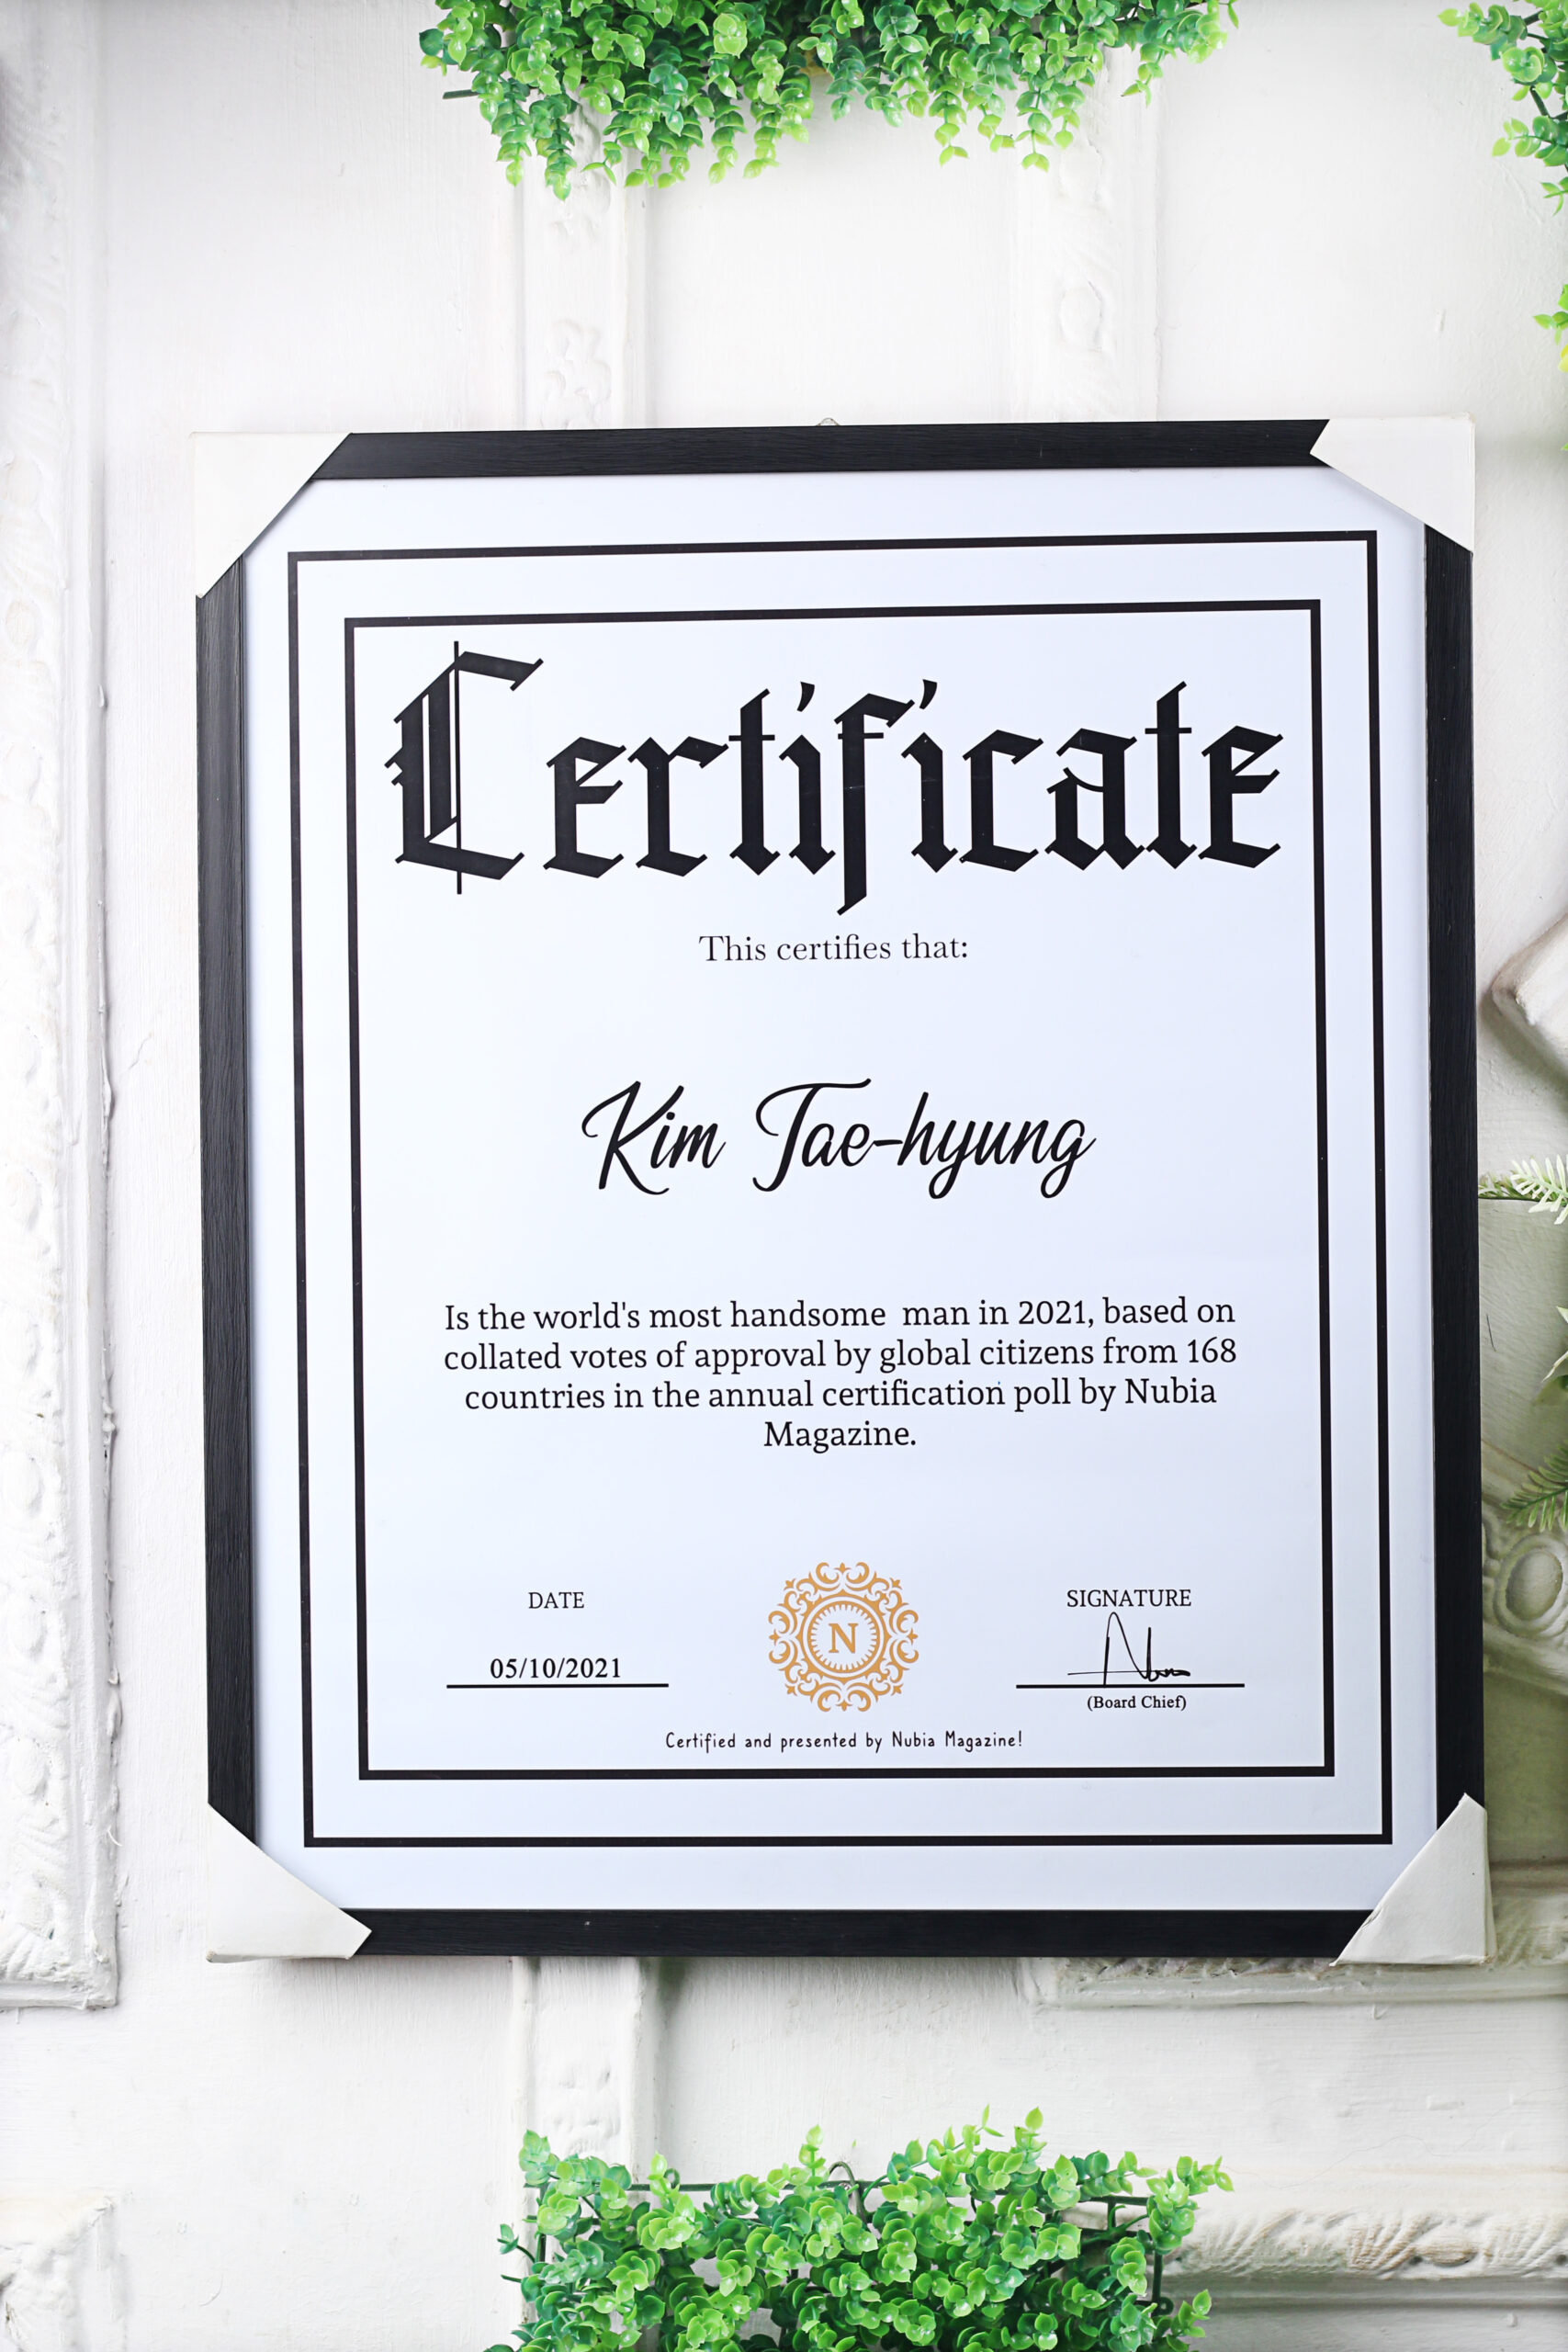 Certificate
This certifies that:
Kim Tae-hyung
Is the world's most handsome man in 2021, based on
collated votes of approval by global citizens from 168
countries in the annual certification poll by Nubia
Magazine.
DATE
SIGNATURE
N
05/10/2021
(Board Chief)
Certified and presented by Nubia Magazine!